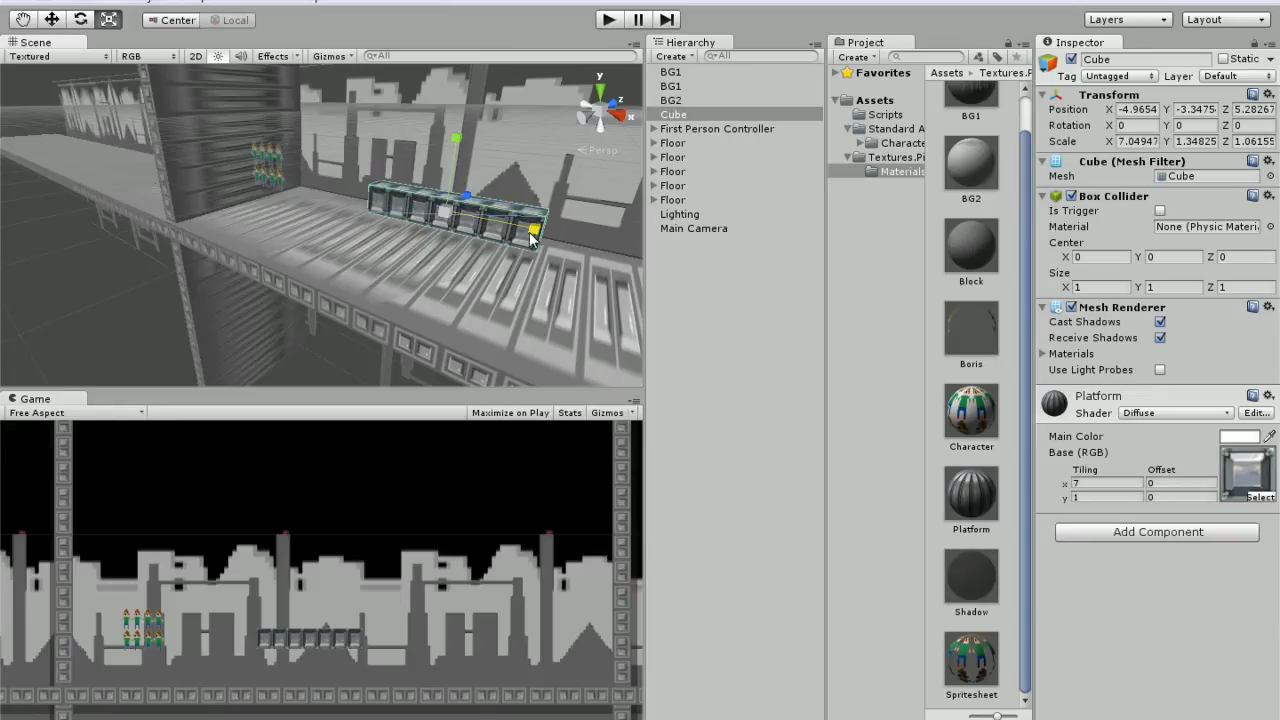 Center Local Layers Layout
Scene
Textured RGB 2D Effects Gizmos All
y
z
x
Persp
Game
Free Aspect Maximize on Play Stats Gizmos
Hierarchy
Create All
BG1
BG1
BG2
Cube
First Person Controller
Floor
Floor
Floor
Floor
Floor
Lighting
Main Camera
Project
Create
Favorites
Assets
Scripts
Standard A
Characte
Textures.Pi
Materials
Assets Textures.P
BG1
BG2
Block
Boris
Character
Platform
Shadow
Spritesheet
Inspector
Cube Static
Tag Untagged Layer Default
Transform
Position X -4.9654 Y -3.3475 Z 5.28267
Rotation X 0 Y 0 Z 0
Scale X 7.04947 Y 1.34825 Z 1.06155
Cube (Mesh Filter)
Mesh Cube
Box Collider
Is Trigger
Material None (Physic Materi
Center
X 0 Y 0 Z 0
Size
X 1 Y 1 Z 1
Mesh Renderer
Cast Shadows
Receive Shadows
Materials
Use Light Probes
Platform
Shader Diffuse Edit...
Main Color
Base (RGB)
Tiling Offset
x 7 0
y 1 0
Select
Add Component